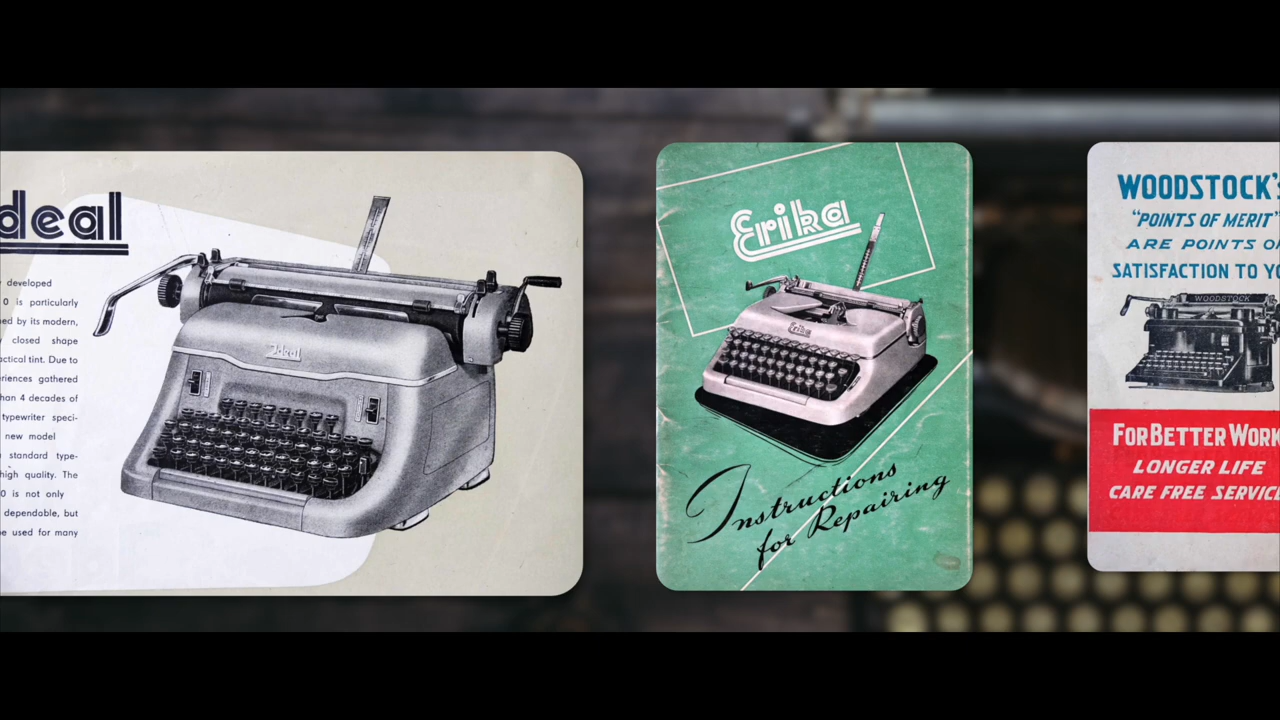 deal
developed
0 is particularly
ed by its modern,
closed shape
actical tint. Due to
riences gathered
han 4 decades of
typewriter speci-
new model
standard type-
high quality. The
0 is not only
dependable, but
be used for many
Ideal
Erika
Erika
Instructions
for Repairing
WOODSTOCK'S
"POINTS OF MERIT"
ARE POINTS OF
SATISFACTION TO YO
WOODSTOCK
FOR BETTER WORK
LONGER LIFE
CARE FREE SERVICE